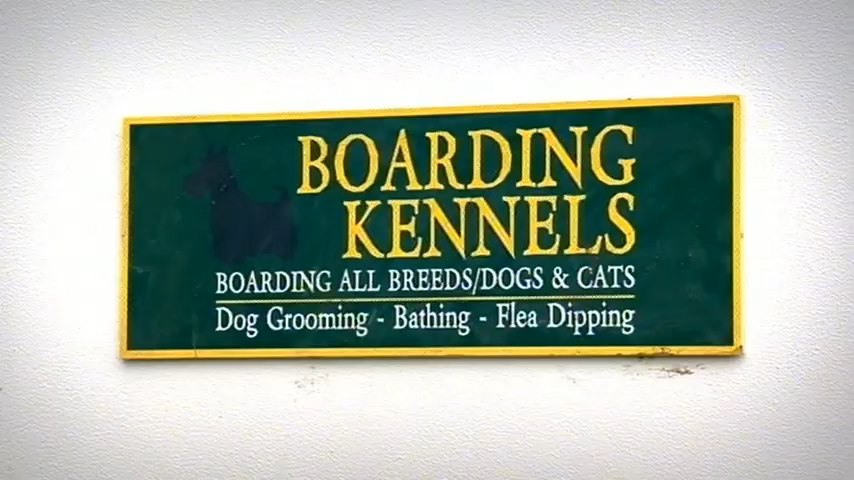 BOARDING
KENNELS
BOARDING ALL BREEDS/DOGS & CATS
Dog Grooming - Bathing - Flea Dipping